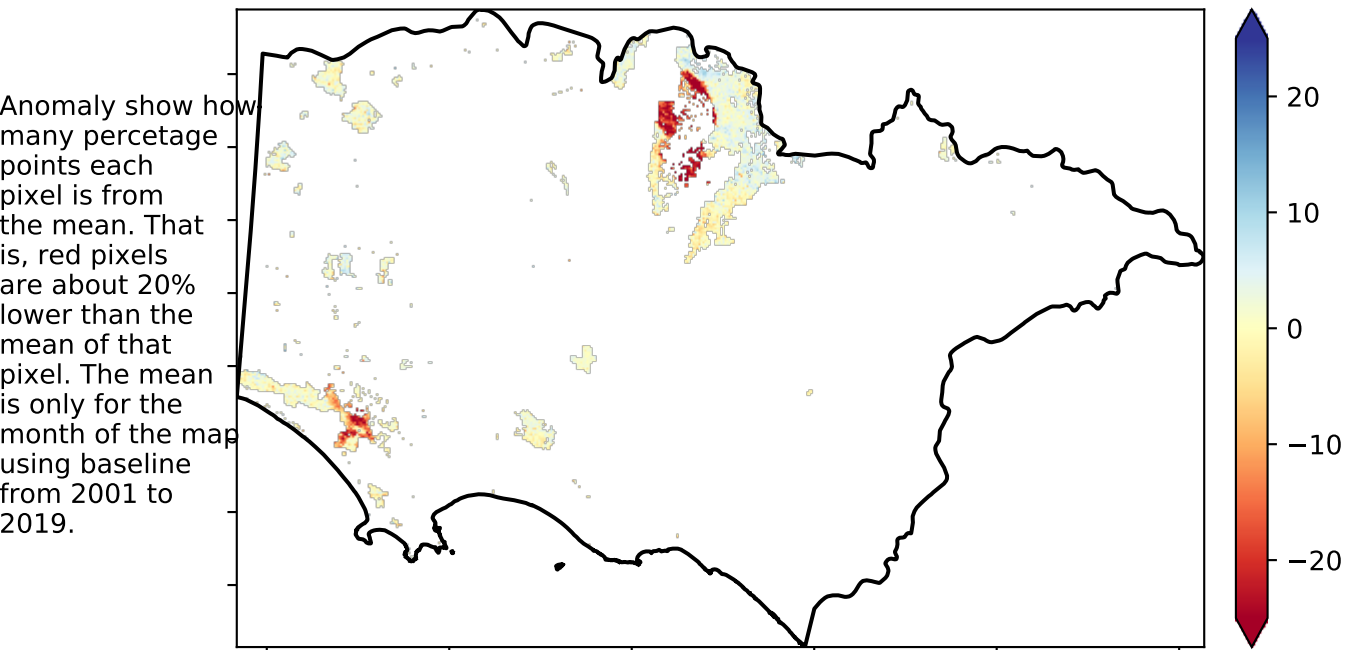 Anomaly show how
many percetage
points each
pixel is from
the mean. That
is, red pixels
are about 20%
lower than the
mean of that
pixel. The mean
is only for the
month of the map
using baseline
from 2001 to
2019.
20
10
0
−10
−20